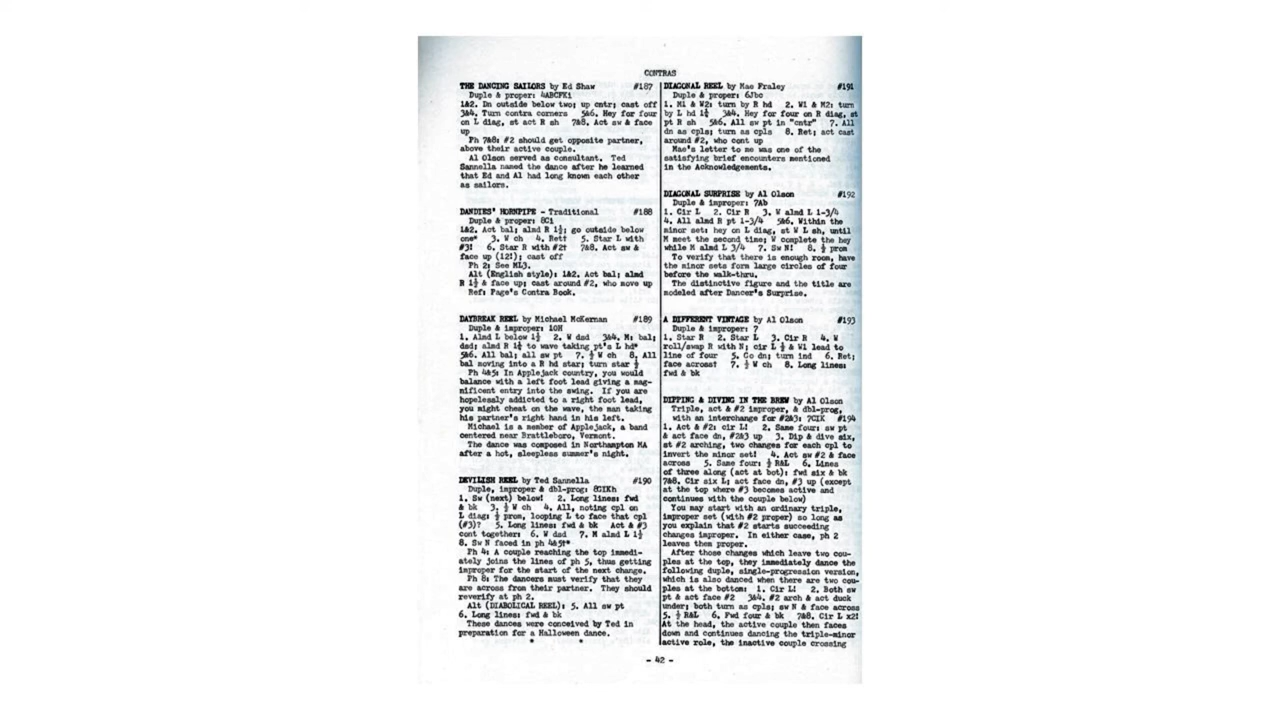 CONTRAS
THE DANCING SAILORS by Ed Shaw #187
Duple & proper: 4ABCFKi
1&2. Dn outside below two; up cntr; cast off
3&4. Turn contra corners 5&6. Hey for four
on L diag, st act R sh 7&8. Act sw & face
up
Ph 7&8: #2 should get opposite partner,
above their active couple.
Al Olson served as consultant. Ted
Sannella named the dance after he learned
that Ed and Al had long known each other
as sailors.
DANDIES' HORNPIPE - Traditional #188
Duple & proper: 8Ci
1&2. Act bal; almd R 1½; go outside below
one* 3. W ch 4. Ret† 5. Star L with
#3! 6. Star R with #2† 7&8. Act sw &
face up (12!); cast off
Ph 2: See ML3.
Alt (English style): 1&2. Act bal; almd
R 1½ & face up; cast around #2, who move up
Ref: Page's Contra Book.
DAYBREAK REEL by Michael McKernan #189
Duple & improper: 10H
1. Almd L below 1½ 2. W dsd 3&4. M: bal;
dsd; almd R 1½ to wave taking pt's L hd*
5&6. All bal; all sw pt 7. ½ W ch 8. All
bal moving into a R hd star; turn star ½
Ph 4&5: In Applejack country, you would
balance with a left foot lead giving a mag-
nificent entry into the swing. If you are
hopelessly addicted to a right foot lead,
you might cheat on the wave, the man taking
his partner's right hand in his left.
Michael is a member of Applejack, a band
centered near Brattleboro, Vermont.
The dance was composed in Northampton MA
after a hot, sleepless summer's night.
DEVILISH REEL by Ted Sannella #190
Duple, improper & dbl-prog: 8GIKh
1. Sw (next) below! 2. Long lines: fwd
& bk 3. ½ W ch 4. All, noting cpl on
L diag: ½ prom, looping L to face that cpl
(#3)? 5. Long lines: fwd & bk Act & #3
cont together: 6. W dsd 7. M almd L 1½
8. Sw N faced in ph 4&5†*
Ph 4: A couple reaching the top immedi-
ately joins the lines of ph 5, thus getting
improper for the start of the next change.
Ph 8: The dancers must verify that they
are across from their partner. They should
reverify at ph 2.
Alt (DIABOLICAL REEL): 5. All sw pt
6. Long lines: fwd & bk
These dances were conceived by Ted in
preparation for a Halloween dance.
* *
DIAGONAL REEL by Mae Fraley #191
Duple & proper: 6Jbc
1. M1 & W2: turn by R hd 2. W1 & M2: turn
by L hd 1½ 3&4. Hey for four on R diag, st
pt R sh 5&6. All sw pt in "cntr" 7. All
dn as cpls; turn as cpls 8. Ret; act cast
around #2, who cont up
Mae's letter to me was one of the
satisfying brief encounters mentioned
in the Acknowledgements.
DIAGONAL SURPRISE by Al Olson #192
Duple & improper: 7Ab
1. Cir L 2. Cir R 3. W almd L 1-3/4
4. All almd R pt 1-3/4 5&6. Within the
minor set: hey on L diag, st W L sh, until
M meet the second time; W complete the hey
while M almd L 3/4 7. Sw N! 8. ½ prom
To verify that there is enough room, have
the minor sets form large circles of four
before the walk-thru.
The distinctive figure and the title are
modeled after Dancer's Surprise.
A DIFFERENT VINTAGE by Al Olson #193
Duple & improper: ?
1. Star R 2. Star L 3. Cir R 4. W
roll/swap R with N; cir L ½ & W1 lead to
line of four 5. Go dn; turn ind 6. Ret;
face across† 7. ½ W ch 8. Long lines:
fwd & bk
DIPPING & DIVING IN THE BREW by Al Olson
Triple, act & #2 improper, & dbl-prog,
with an interchange for #2&3: 7CIK #194
1. Act & #2: cir L! 2. Same four: sw pt
& act face dn, #2&3 up 3. Dip & dive six,
st #2 arching, two changes for each cpl to
invert the minor set! 4. Act sw #2 & face
across 5. Same four: ½ R&L 6. Lines
of three along (act at bot): fwd six & bk
7&8. Cir six L; act face dn, #3 up (except
at the top where #3 becomes active and
continues with the couple below)
You may start with an ordinary triple,
improper set (with #2 proper) so long as
you explain that #2 starts succeeding
changes improper. In either case, ph 2
leaves them proper.
After those changes which leave two cou-
ples at the top, they immediately dance the
following duple, single-progression version,
which is also danced when there are two cou-
ples at the bottom: 1. Cir L! 2. Both sw
pt & act face #2 3&4. #2 arch & act duck
under; both turn as cpls; sw N & face across
5. ½ R&L 6. Fwd four & bk 7&8. Cir L x2!
At the head, the active couple then faces
down and continues dancing the triple-minor
active role, the inactive couple crossing
- 42 -